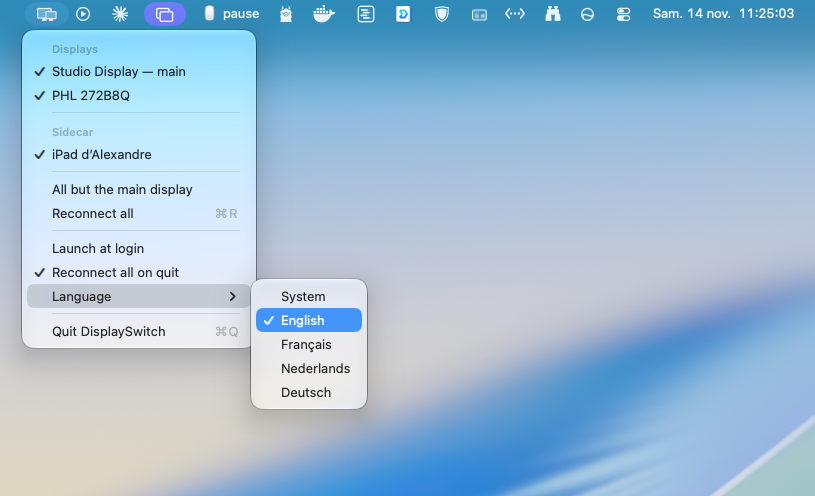 pause
Sam. 14 nov. 11:25:03
Displays
Studio Display — main
PHL 272B8Q
Sidecar
iPad d’Alexandre
All but the main display
Reconnect all ⌘R
Launch at login
Reconnect all on quit
Language
System
English
Français
Nederlands
Deutsch
Quit DisplaySwitch ⌘Q